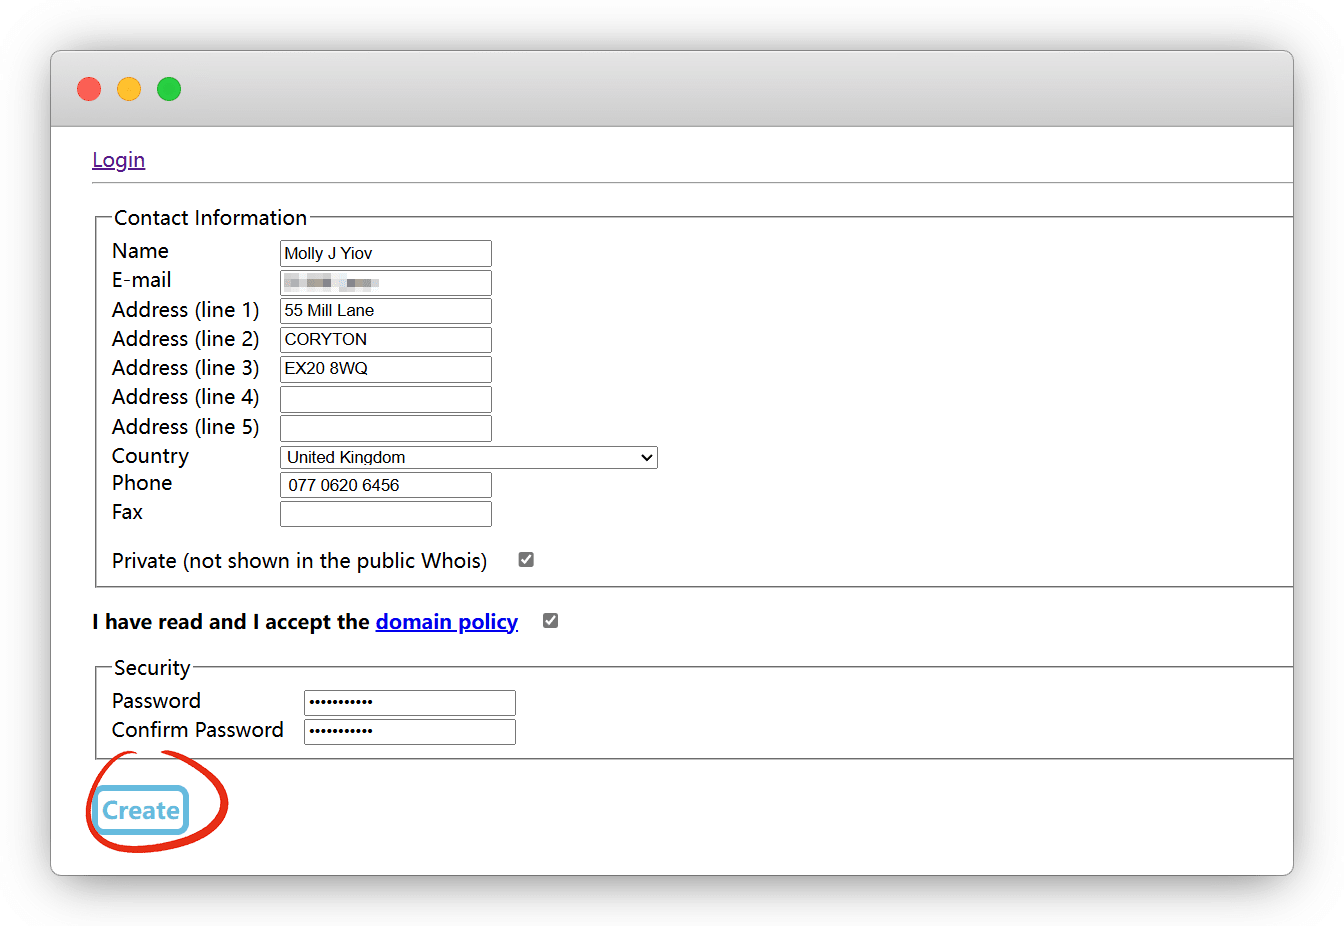 Login
Contact Information
Name Molly J Yiov
E-mail
Address (line 1) 55 Mill Lane
Address (line 2) CORYTON
Address (line 3) EX20 8WQ
Address (line 4)
Address (line 5)
Country United Kingdom
Phone 077 0620 6456
Fax
Private (not shown in the public Whois)
I have read and I accept the domain policy
Security
Password •••••••••••
Confirm Password •••••••••••
Create